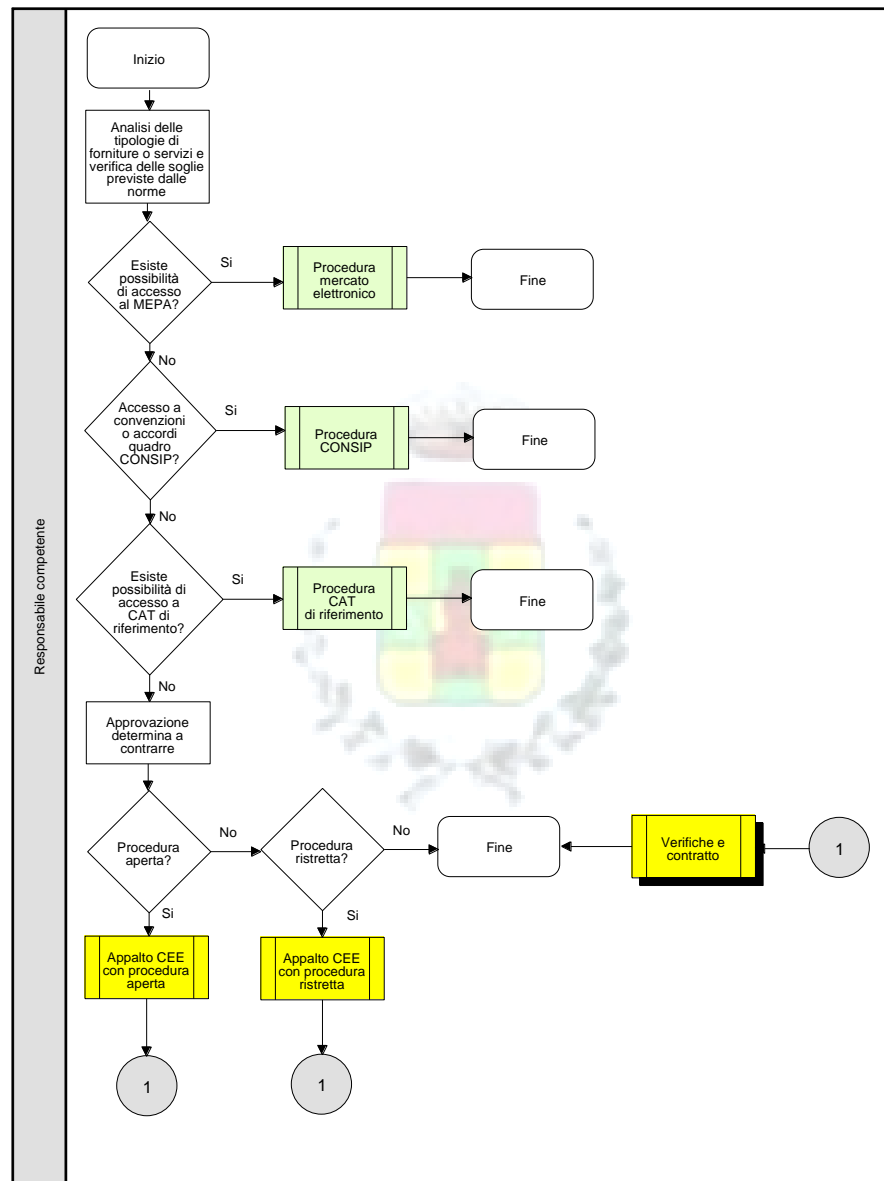 Responsabile competente
Inizio
Analisi delle
tipologie di
forniture o servizi e
verifica delle soglie
previste dalle
norme
Esiste
possibilità
di accesso
al MEPA?
Si
Procedura
mercato
elettronico
Fine
No
Accesso a
convenzioni
o accordi
quadro
CONSIP?
Si
Procedura
CONSIP
Fine
No
Esiste
possibilità di
accesso a
CAT di
riferimento?
Si
Procedura
CAT
di riferimento
Fine
No
Approvazione
determina a
contrarre
Procedura
aperta?
No
Procedura
ristretta?
No
Fine
Verifiche e
contratto
1
Si
Si
Appalto CEE
con procedura
aperta
Appalto CEE
con procedura
ristretta
1
1